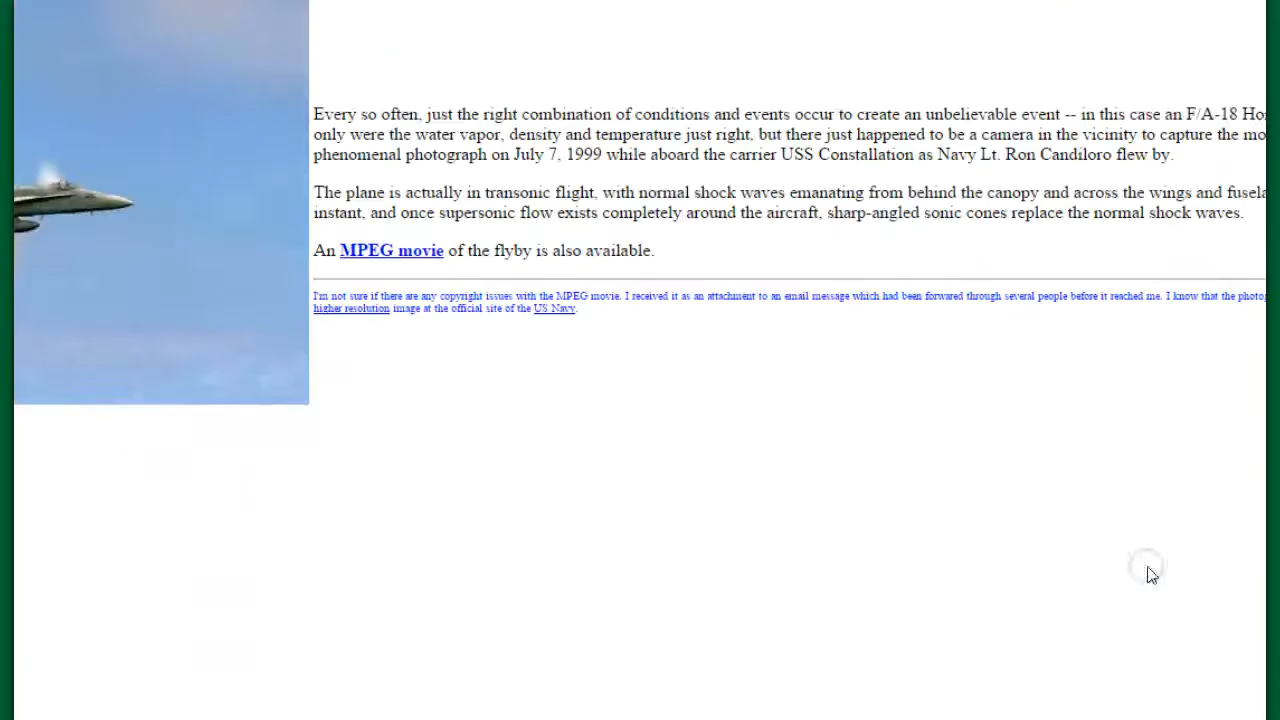 Every so often, just the right combination of conditions and events occur to create an unbelievable event -- in this case an F/A-18
only were the water vapor, density and temperature just right, but there just happened to be a camera in the vicinity to capture the
phenomenal photograph on July 7, 1999 while aboard the carrier USS Constallation as Navy Lt. Ron Candiloro flew by.
The plane is actually in transonic flight, with normal shock waves emanating from behind the canopy and across the wings and
instant, and once supersonic flow exists completely around the aircraft, sharp-angled sonic cones replace the normal shock waves.
An MPEG movie of the flyby is also available.
I'm not sure if there are any copyright issues with the MPEG movie. I received it as an attachment to an email message which had been forwarded through several people before it reached me. I know that the
higher resolution image at the official site of the US Navy.